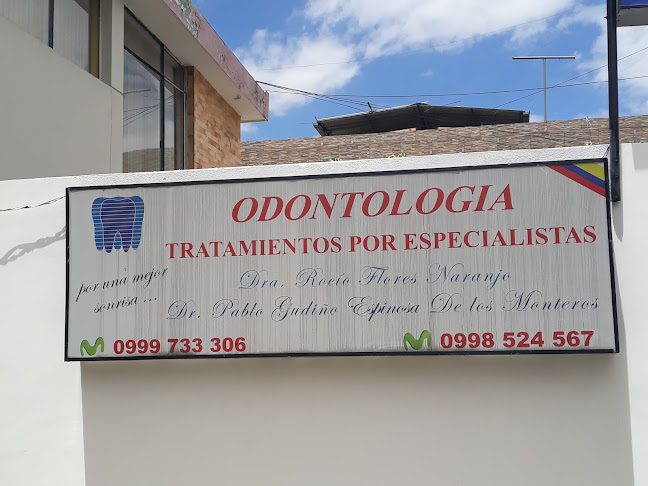 ODONTOLOGIA
TRATAMIENTOS POR ESPECIALISTAS
por una mejor
sonrisa ...
Dra. Rocío Flores Naranjo
Dr. Pablo Gudiño Espinosa De los Monteros
0999 733 306
0998 524 567